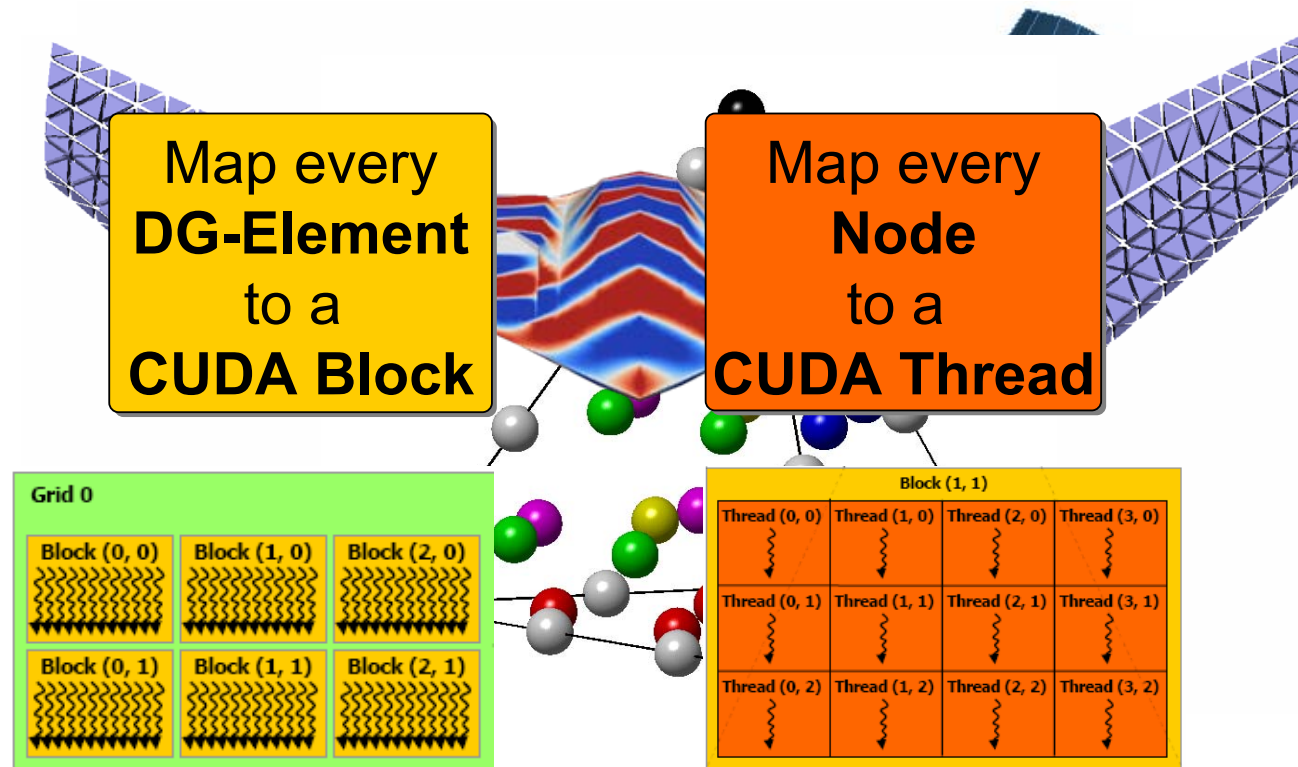 Map every
DG-Element
to a
CUDA Block
Map every
Node
to a
CUDA Thread
Grid 0
Block (0, 0) Block (1, 0) Block (2, 0)
Block (0, 1) Block (1, 1) Block (2, 1)
Block (1, 1)
Thread (0, 0) Thread (1, 0) Thread (2, 0) Thread (3, 0)
Thread (0, 1) Thread (1, 1) Thread (2, 1) Thread (3, 1)
Thread (0, 2) Thread (1, 2) Thread (2, 2) Thread (3, 2)